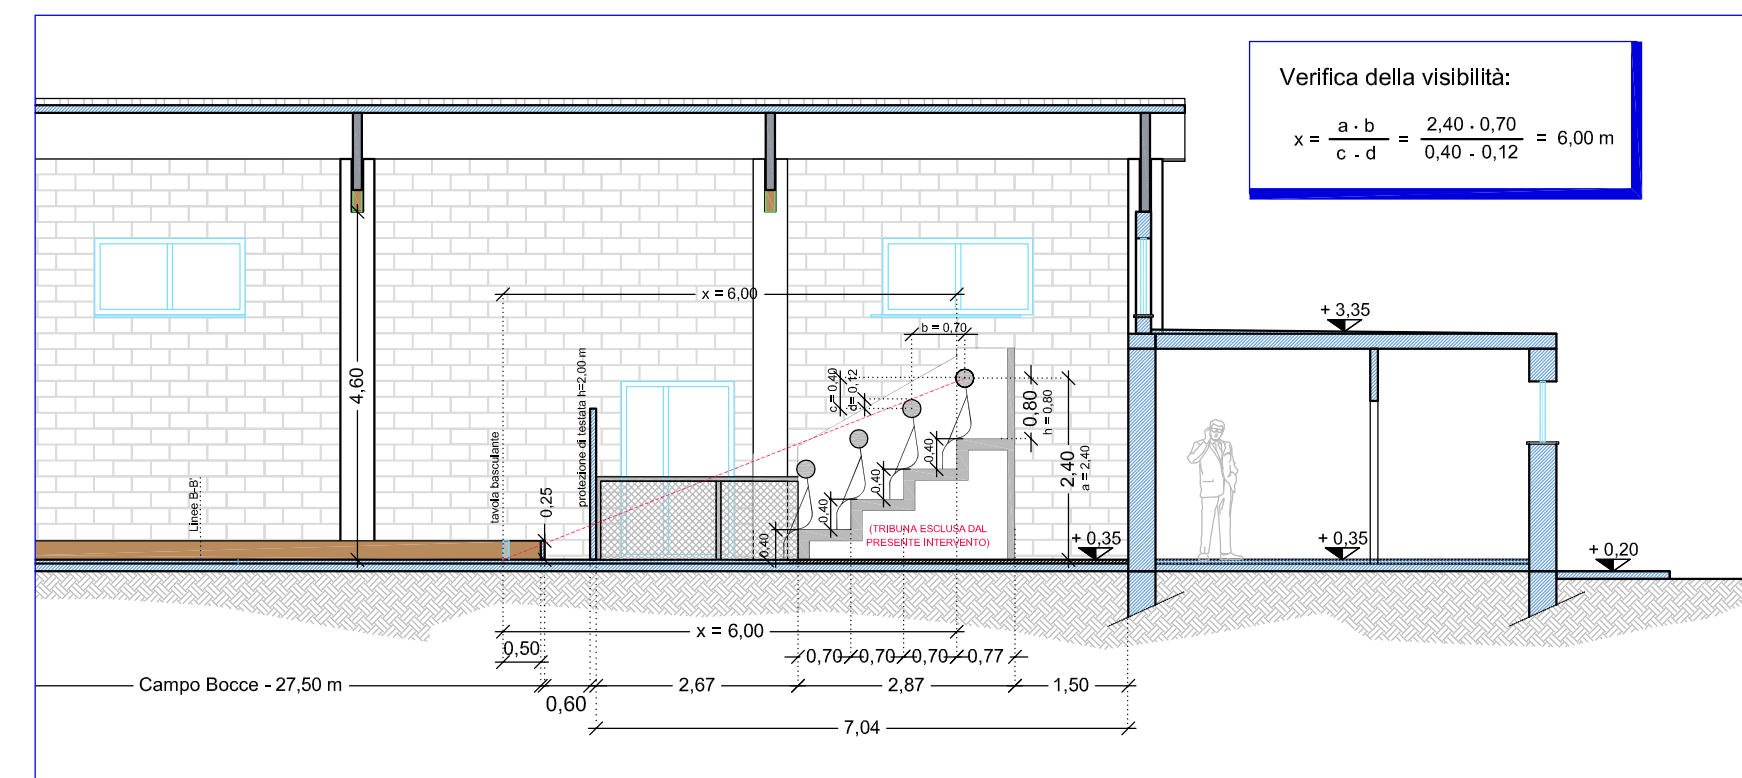 Verifica della visibilità:
x = a · b / c - d = 2,40 · 0,70 / 0,40 - 0,12 = 6,00 m
+ 3,35
x = 6,00
b = 0,70
4,60
c = 0,40
d= 0,12
0,80
h = 0,80
2,40
a = 2,40
protezione di testata h=2,00 m
tavola basculante
Linee B-B'
0,25
0,40
0,40
0,40
0,40
(TRIBUNA ESCLUSA DAL
PRESENTE INTERVENTO)
+ 0,35
+ 0,35
+ 0,20
x = 6,00
0,50
0,70
0,70
0,70
0,77
Campo Bocce - 27,50 m
0,60
2,67
2,87
1,50
7,04